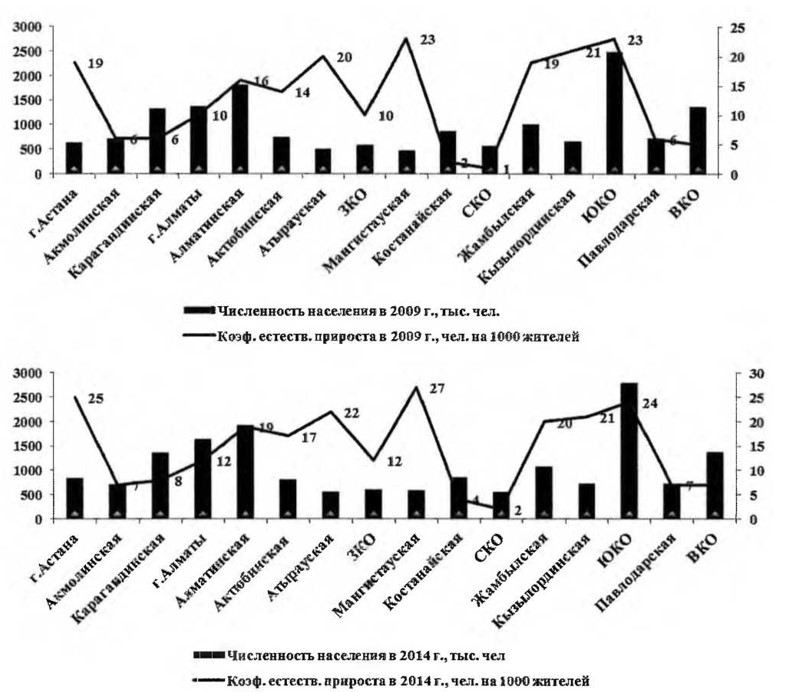 3000
2500
2000
1500
1000
500
0
25
20
15
10
5
0
19
6
6
10
16
14
20
10
23
2
1
19
21
23
6
г.Астана
Акмолинская
Карагандинская
г.Алматы
Алматинская
Актюбинская
Атырауская
ЗКО
Мангистауская
Костанайская
СКО
Жамбылская
Кызылординская
ЮКО
Павлодарская
ВКО
Численность населения в 2009 г., тыс. чел.
Коэф. естеств. прироста в 2009 г., чел. на 1000 жителей
3000
2500
2000
1500
1000
500
0
30
25
20
15
10
5
0
25
7
8
12
19
17
22
12
27
4
2
20
21
24
7
г.Астана
Акмолинская
Карагандинская
г.Алматы
Алматинская
Актюбинская
Атырауская
ЗКО
Мангистауская
Костанайская
СКО
Жамбылская
Кызылординская
ЮКО
Павлодарская
ВКО
Численность населения в 2014 г., тыс. чел
Коэф. естеств. прироста в 2014 г., чел. на 1000 жителей